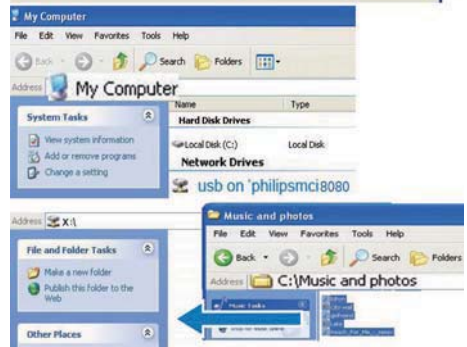 My Computer
File Edit View Favorites Tools Help
Back Search Folders
Address My Computer
Name Type
System Tasks
View system information
Add or remove programs
Change a setting
Hard Disk Drives
Local Disk (C:) Local Disk
Network Drives
usb on 'philipsmci8080
Address X:\
File and Folder Tasks
Make a new folder
Publish this folder to the
Web
Other Places
Music and photos
File Edit View Favorites Tools Help
Back Search Folders
Address C:\Music and photos
Music Tasks